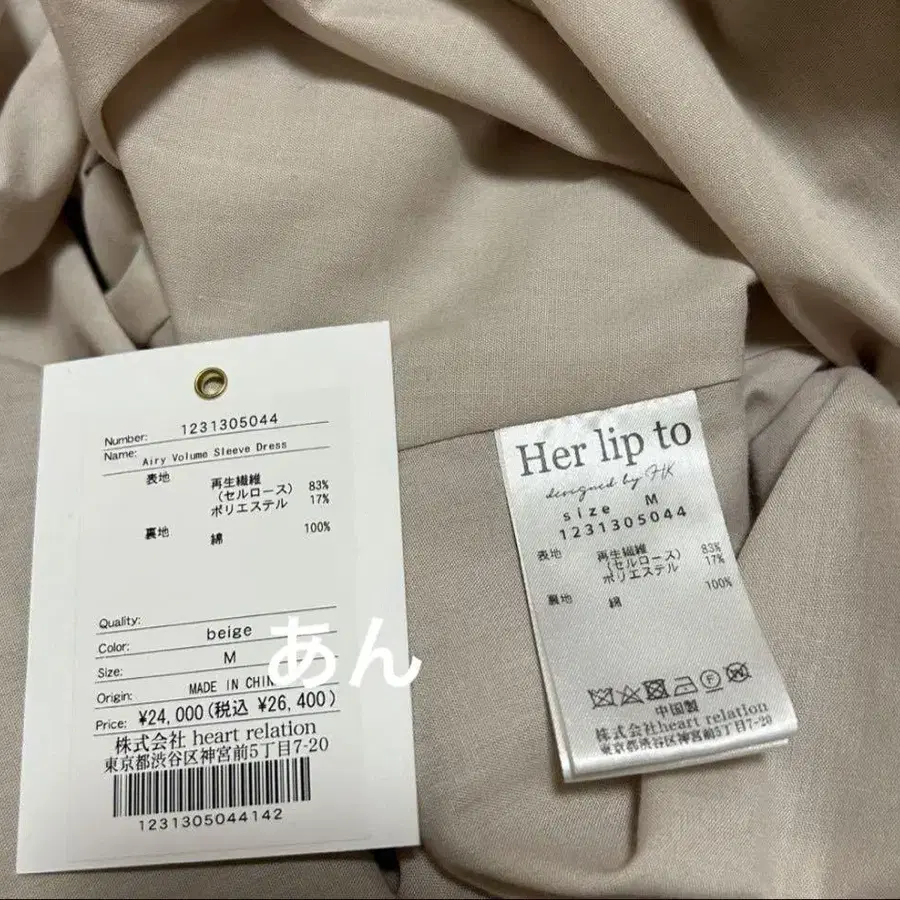 Number: 1231305044
Name: Airy Volume Sleeve Dress
表地 再生繊維
(セルロース) 83%
ポリエステル 17%
裏地 綿 100%
Quality:
Color: beige
Size: M
Origin: MADE IN CHIN
Price: ¥24,000(税込 ¥26,400)
株式会社 heart relation
東京都渋谷区神宮前5丁目7-20
1231305044142
あん
Her lip to
designed by HK
size M
1231305044
表地 再生繊維
(セルロース) 83%
ポリエステル 17%
裏地 綿 100%
中国製
株式会社 heart relation
東京都渋谷区神宮前5丁目7-20